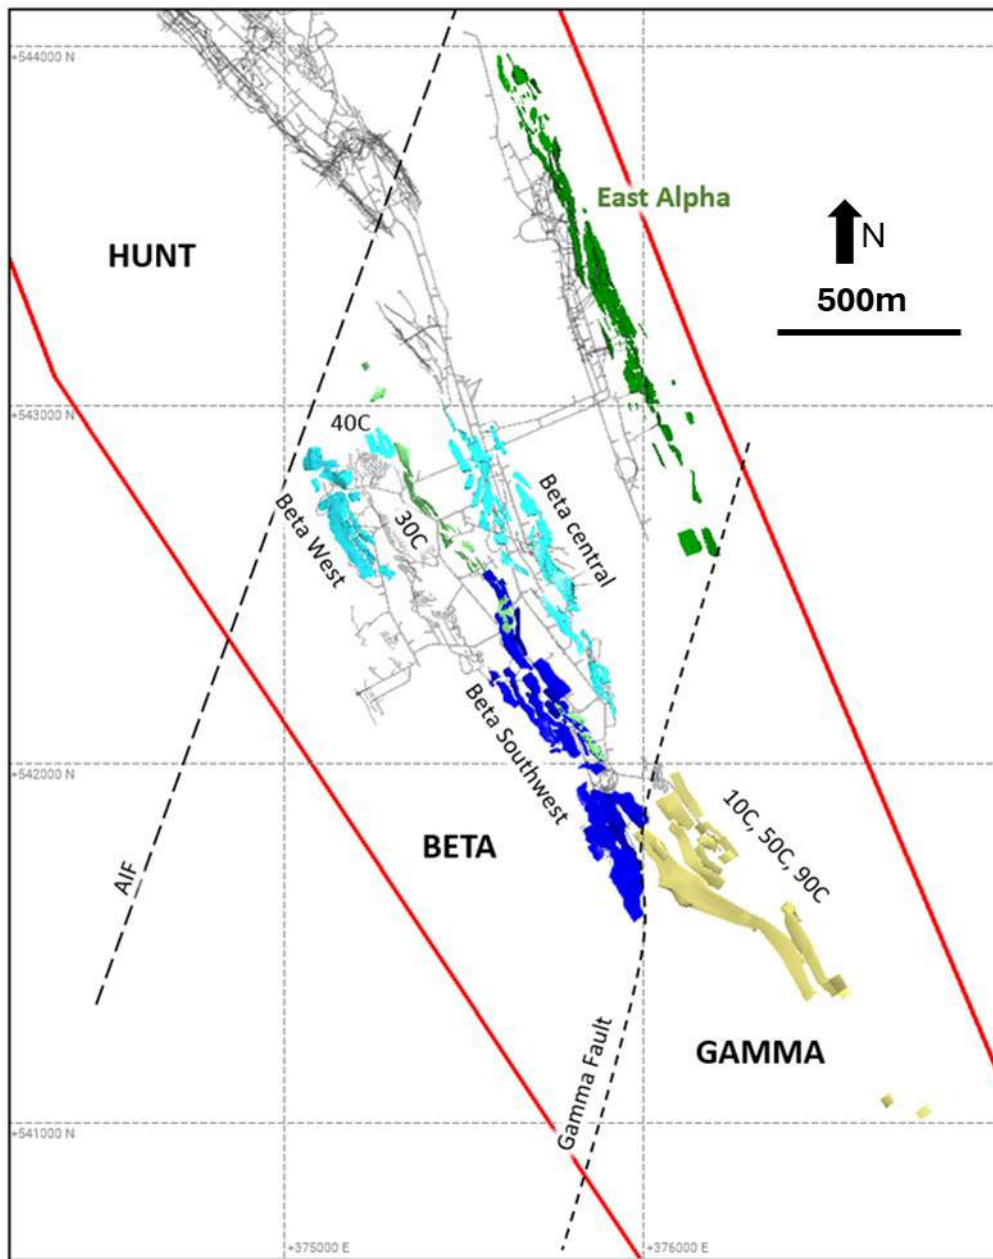 +544000 N
East Alpha
N
HUNT
500m
+543000 N
40C
Beta West
30C
Beta central
Beta Southwest
+542000 N
10C, 50C, 90C
BETA
AIF
Gamma Fault
GAMMA
+541000 N
+375000 E
+376000 E